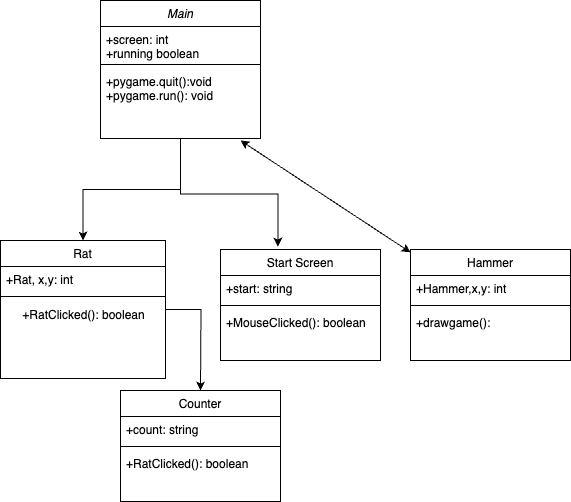 Main
+screen: int
+running boolean
+pygame.quit():void
+pygame.run(): void
Rat
+Rat, x,y: int
+RatClicked(): boolean
Start Screen
+start: string
+MouseClicked(): boolean
Hammer
+Hammer,x,y: int
+drawgame():
Counter
+count: string
+RatClicked(): boolean